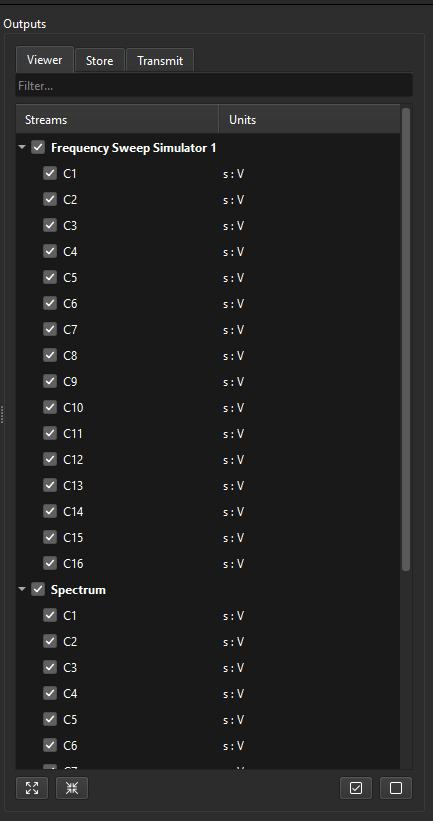 Outputs
Viewer Store Transmit
Filter...
Streams Units
Frequency Sweep Simulator 1
C1 s : V
C2 s : V
C3 s : V
C4 s : V
C5 s : V
C6 s : V
C7 s : V
C8 s : V
C9 s : V
C10 s : V
C11 s : V
C12 s : V
C13 s : V
C14 s : V
C15 s : V
C16 s : V
Spectrum
C1 s : V
C2 s : V
C3 s : V
C4 s : V
C5 s : V
C6 s : V